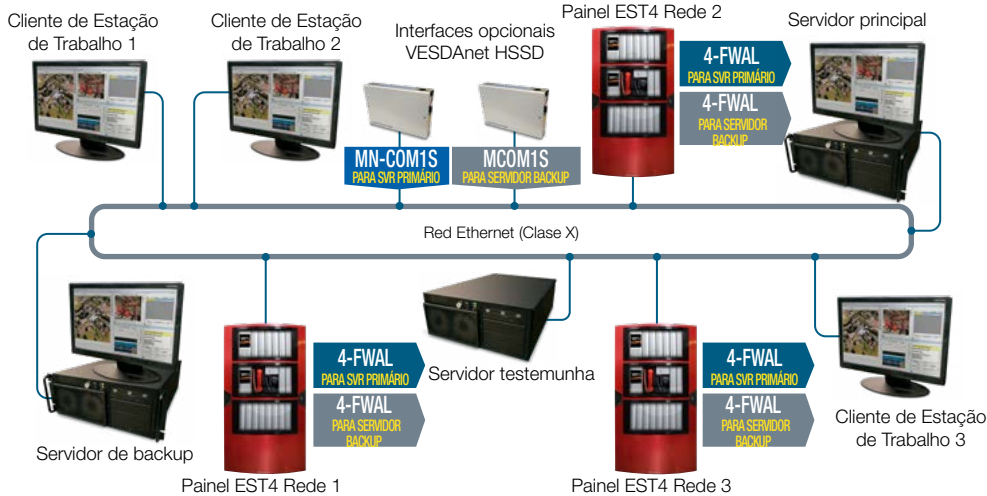 Cliente de Estação
de Trabalho 1
Cliente de Estação
de Trabalho 2
Interfaces opcionais
VESDAnet HSSD
Painel EST4 Rede 2
Servidor principal
4-FWAL
PARA SVR PRIMÁRIO
4-FWAL
PARA SERVIDOR
BACKUP
MN-COM1S
PARA SVR PRIMÁRIO
MCOM1S
PARA SERVIDOR BACKUP
Red Ethernet (Clase X)
4-FWAL
PARA SVR PRIMÁRIO
4-FWAL
PARA SERVIDOR
BACKUP
Servidor testemunha
4-FWAL
PARA SVR PRIMÁRIO
4-FWAL
PARA SERVIDOR
BACKUP
Cliente de Estação
de Trabalho 3
Servidor de backup
Painel EST4 Rede 1
Painel EST4 Rede 3